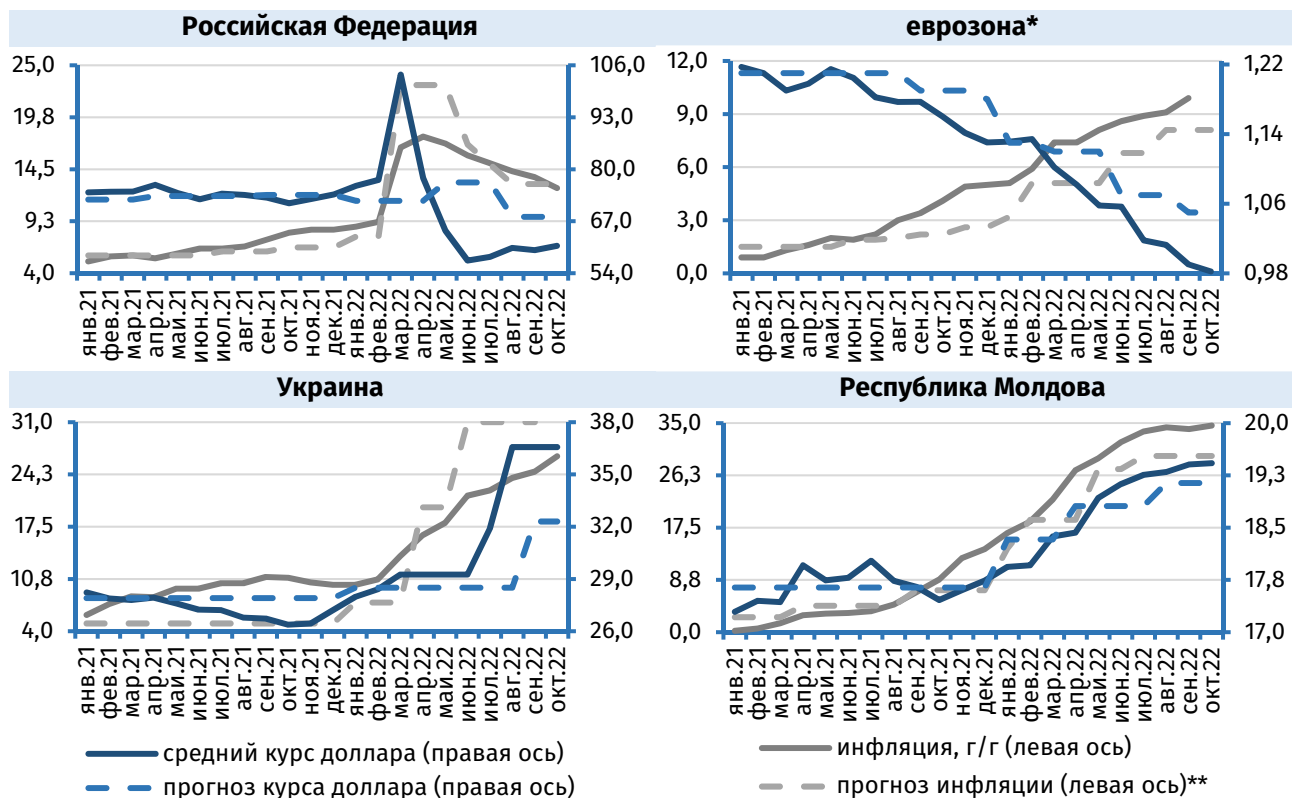 Российская Федерация
еврозона*
25,0
19,8
14,5
9,3
4,0
106,0
93,0
80,0
67,0
54,0
янв.21
фев.21
мар.21
апр.21
май.21
июн.21
июл.21
авг.21
сен.21
окт.21
ноя.21
дек.21
янв.22
фев.22
мар.22
апр.22
май.22
июн.22
июл.22
авг.22
сен.22
окт.22
12,0
9,0
6,0
3,0
0,0
1,22
1,14
1,06
0,98
янв.21
фев.21
мар.21
апр.21
май.21
июн.21
июл.21
авг.21
сен.21
окт.21
ноя.21
дек.21
янв.22
фев.22
мар.22
апр.22
май.22
июн.22
июл.22
авг.22
сен.22
окт.22
Украина
Республика Молдова
31,0
24,3
17,5
10,8
4,0
38,0
35,0
32,0
29,0
26,0
янв.21
фев.21
мар.21
апр.21
май.21
июн.21
июл.21
авг.21
сен.21
окт.21
ноя.21
дек.21
янв.22
фев.22
мар.22
апр.22
май.22
июн.22
июл.22
авг.22
сен.22
окт.22
35,0
26,3
17,5
8,8
0,0
20,0
19,3
18,5
17,8
17,0
янв.21
фев.21
мар.21
апр.21
май.21
июн.21
июл.21
авг.21
сен.21
окт.21
ноя.21
дек.21
янв.22
фев.22
мар.22
апр.22
май.22
июн.22
июл.22
авг.22
сен.22
окт.22
средний курс доллара (правая ось)
прогноз курса доллара (правая ось)
инфляция, г/г (левая ось)
прогноз инфляции (левая ось)**